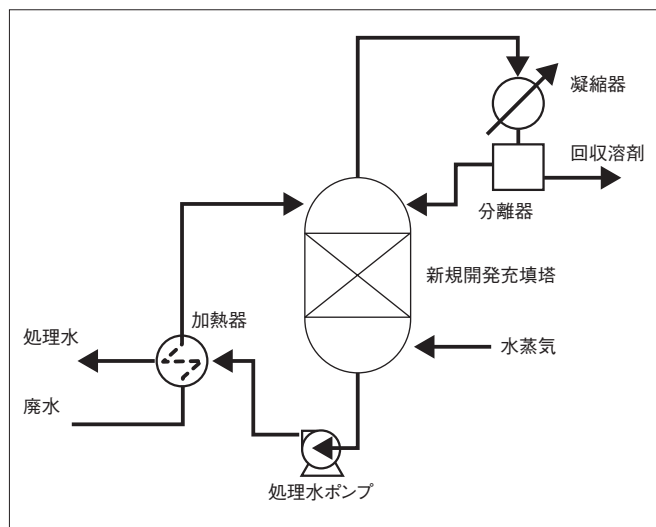 凝縮器
回収溶剤
分離器
新規開発充填塔
加熱器
処理水
水蒸気
廃水
処理水ポンプ